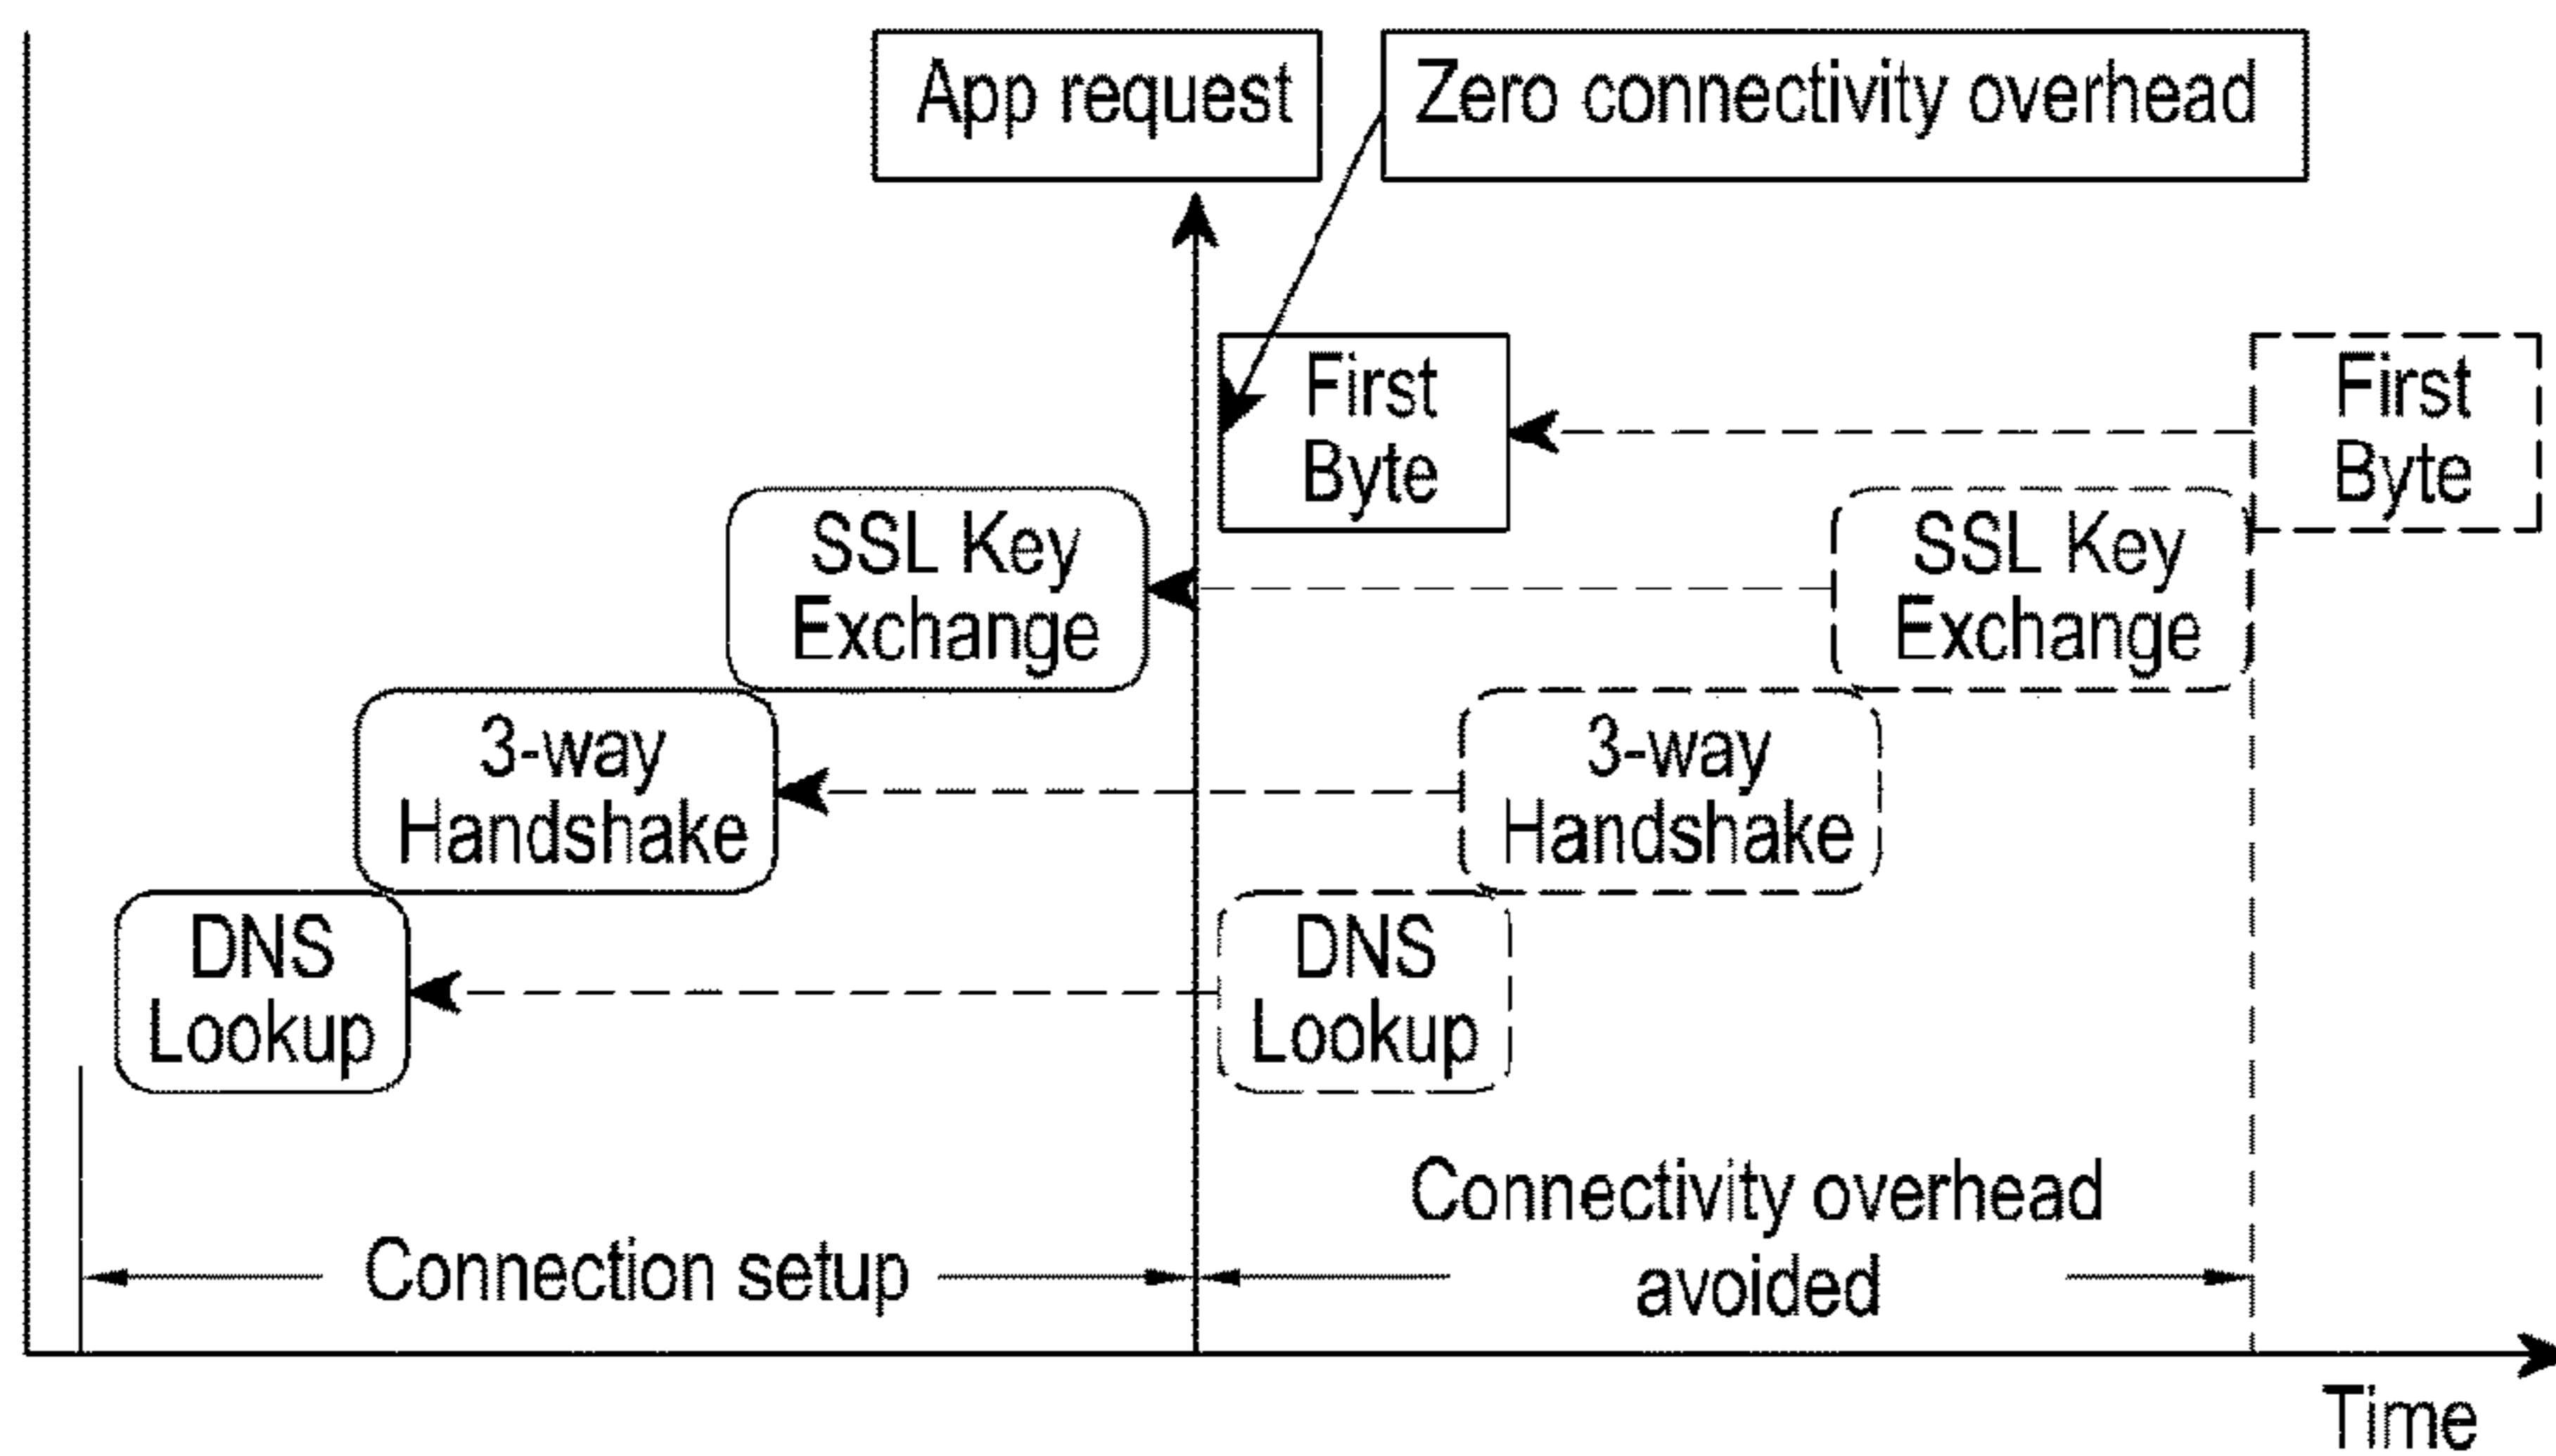 App request
Zero connectivity overhead
First
Byte
First
Byte
SSL Key
Exchange
SSL Key
Exchange
3-way
Handshake
3-way
Handshake
DNS
Lookup
DNS
Lookup
Connection setup
Connectivity overhead
avoided
Time